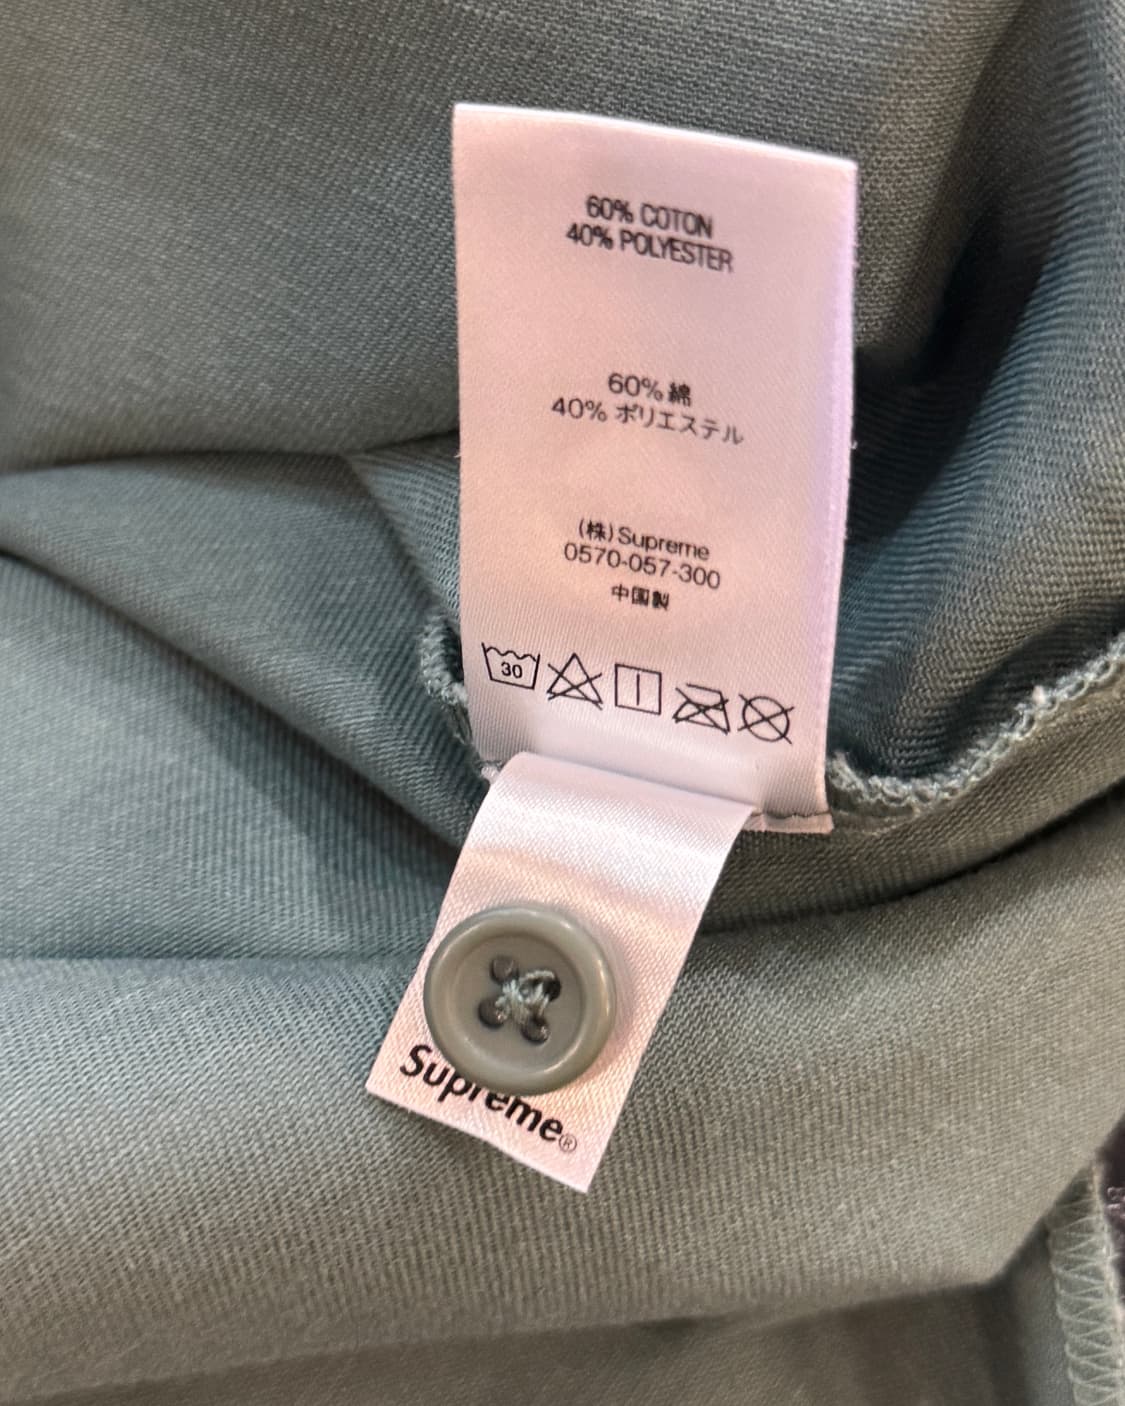 60% COTON
40% POLYESTER
60% 綿
40% ポリエステル
(株)Supreme
0570-057-300
中国製
30
Supreme®